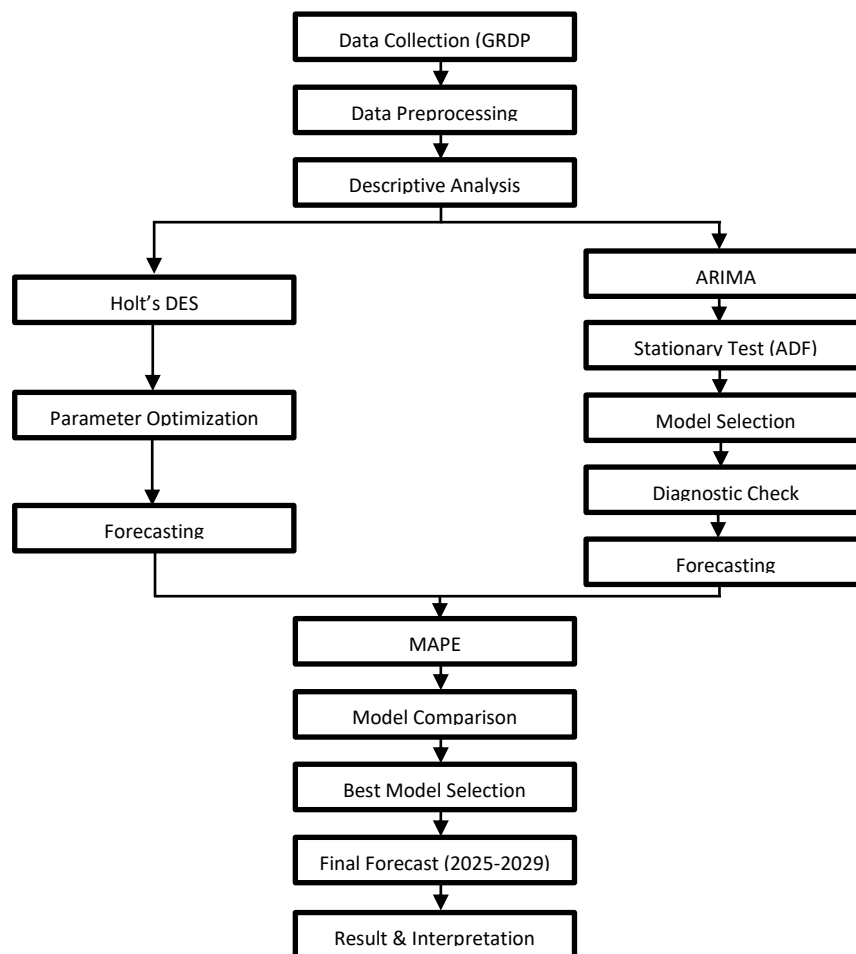 Data Collection (GRDP
Data Preprocessing
Descriptive Analysis
Holt's DES
Parameter Optimization
Forecasting
ARIMA
Stationary Test (ADF)
Model Selection
Diagnostic Check
Forecasting
MAPE
Model Comparison
Best Model Selection
Final Forecast (2025-2029)
Result & Interpretation